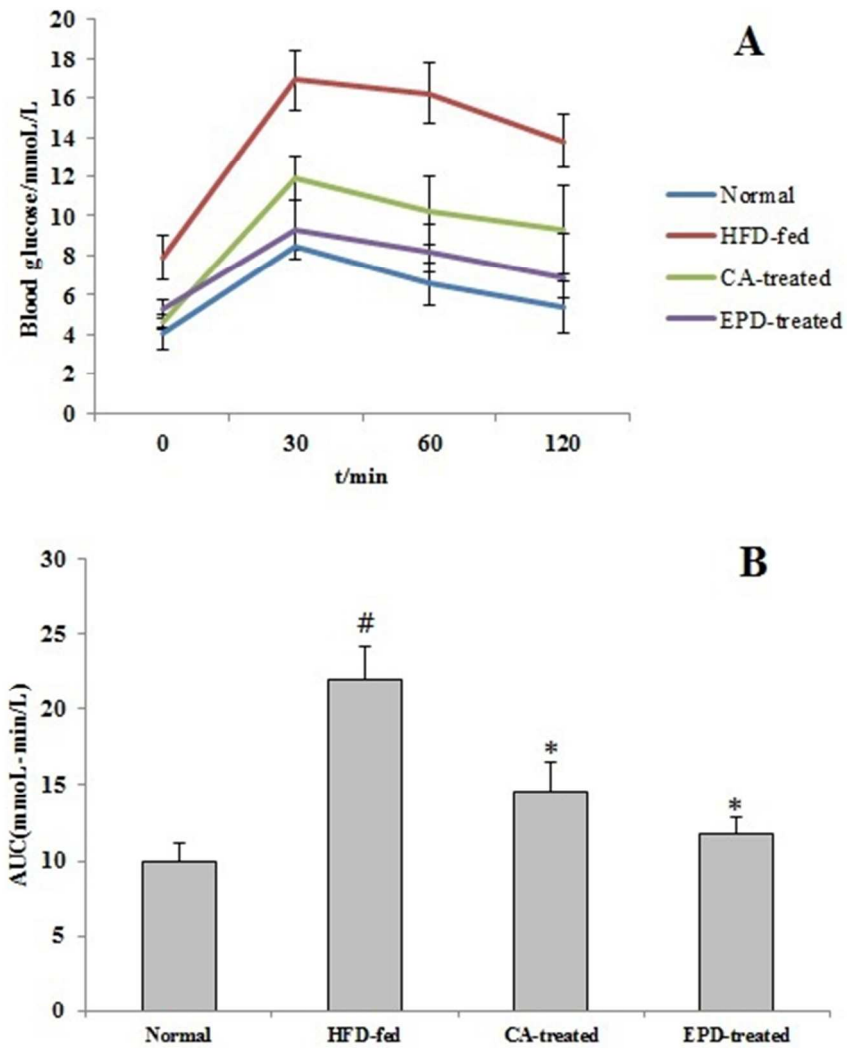 A
Blood glucose/mmoL/L
20
18
16
14
12
10
8
6
4
2
0
0 30 60 120
t/min
Normal
HFD-fed
CA-treated
EPD-treated
B
AUC(mmoL-min/L)
30
25
20
15
10
5
0
#
*
*
Normal HFD-fed CA-treated EPD-treated